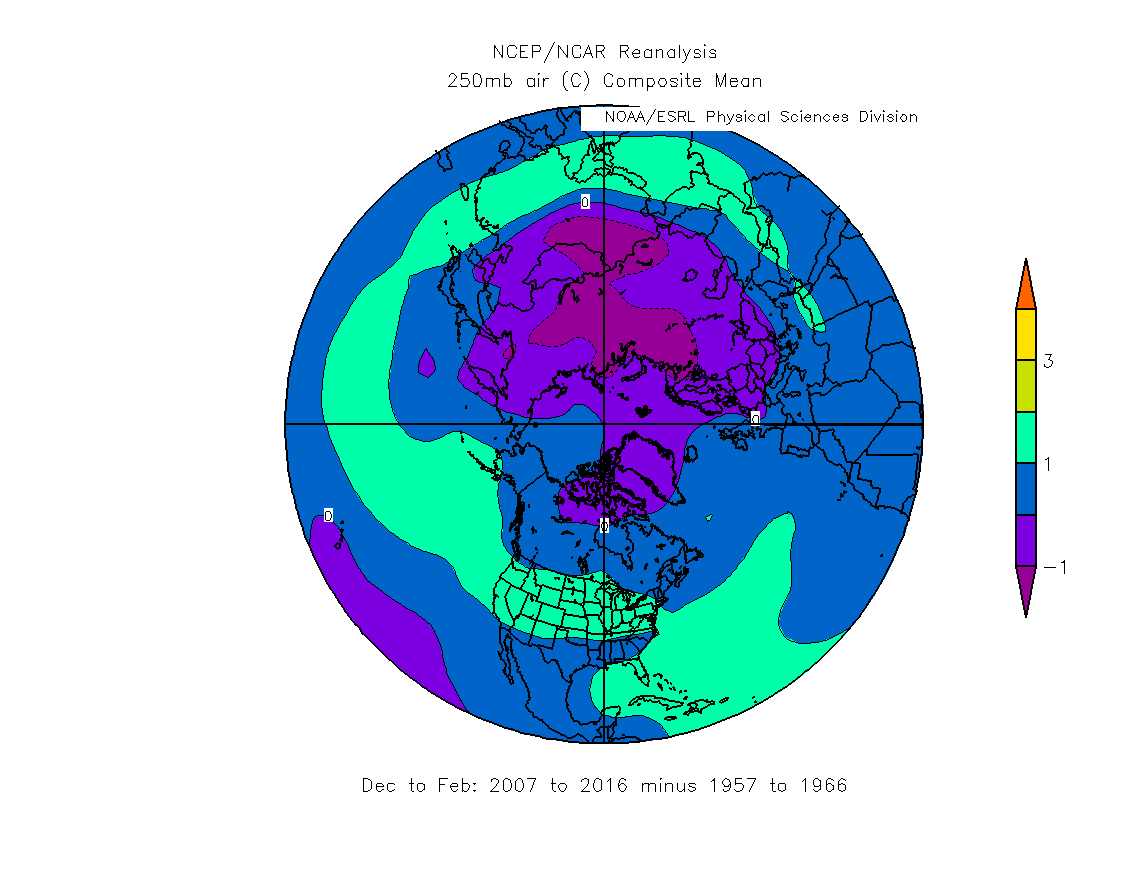 NCEP/NCAR Reanalysis
250mb air (C) Composite Mean
NOAA/ESRL Physical Sciences Division
0
3
0
1
0
0
-1
Dec to Feb: 2007 to 2016 minus 1957 to 1966